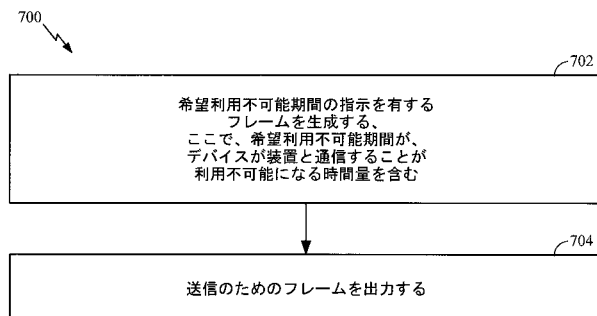 700
702
希望利用不可能期間の指示を有する
フレームを生成する、
ここで、希望利用不可能期間が、
デバイスが装置と通信することが
利用不可能になる時間量を含む
704
送信のためのフレームを出力する